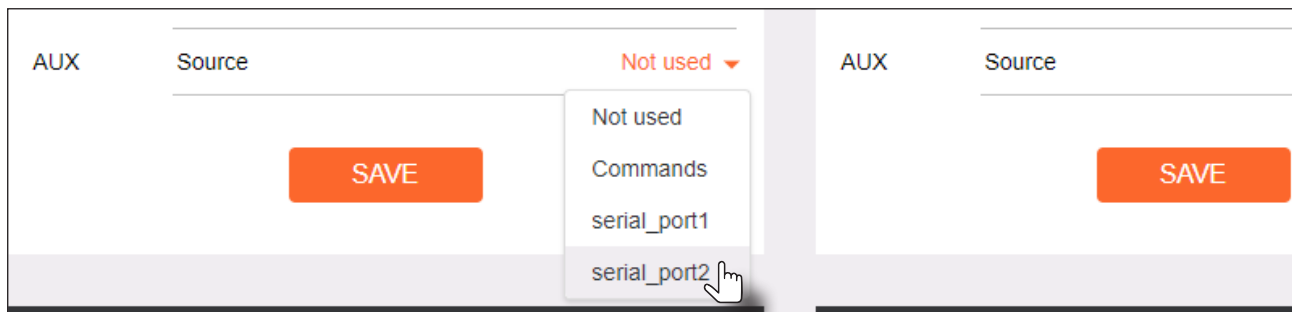 AUX Source Not used
Not used
Commands
serial_port1
serial_port2
SAVE
AUX Source
SAVE